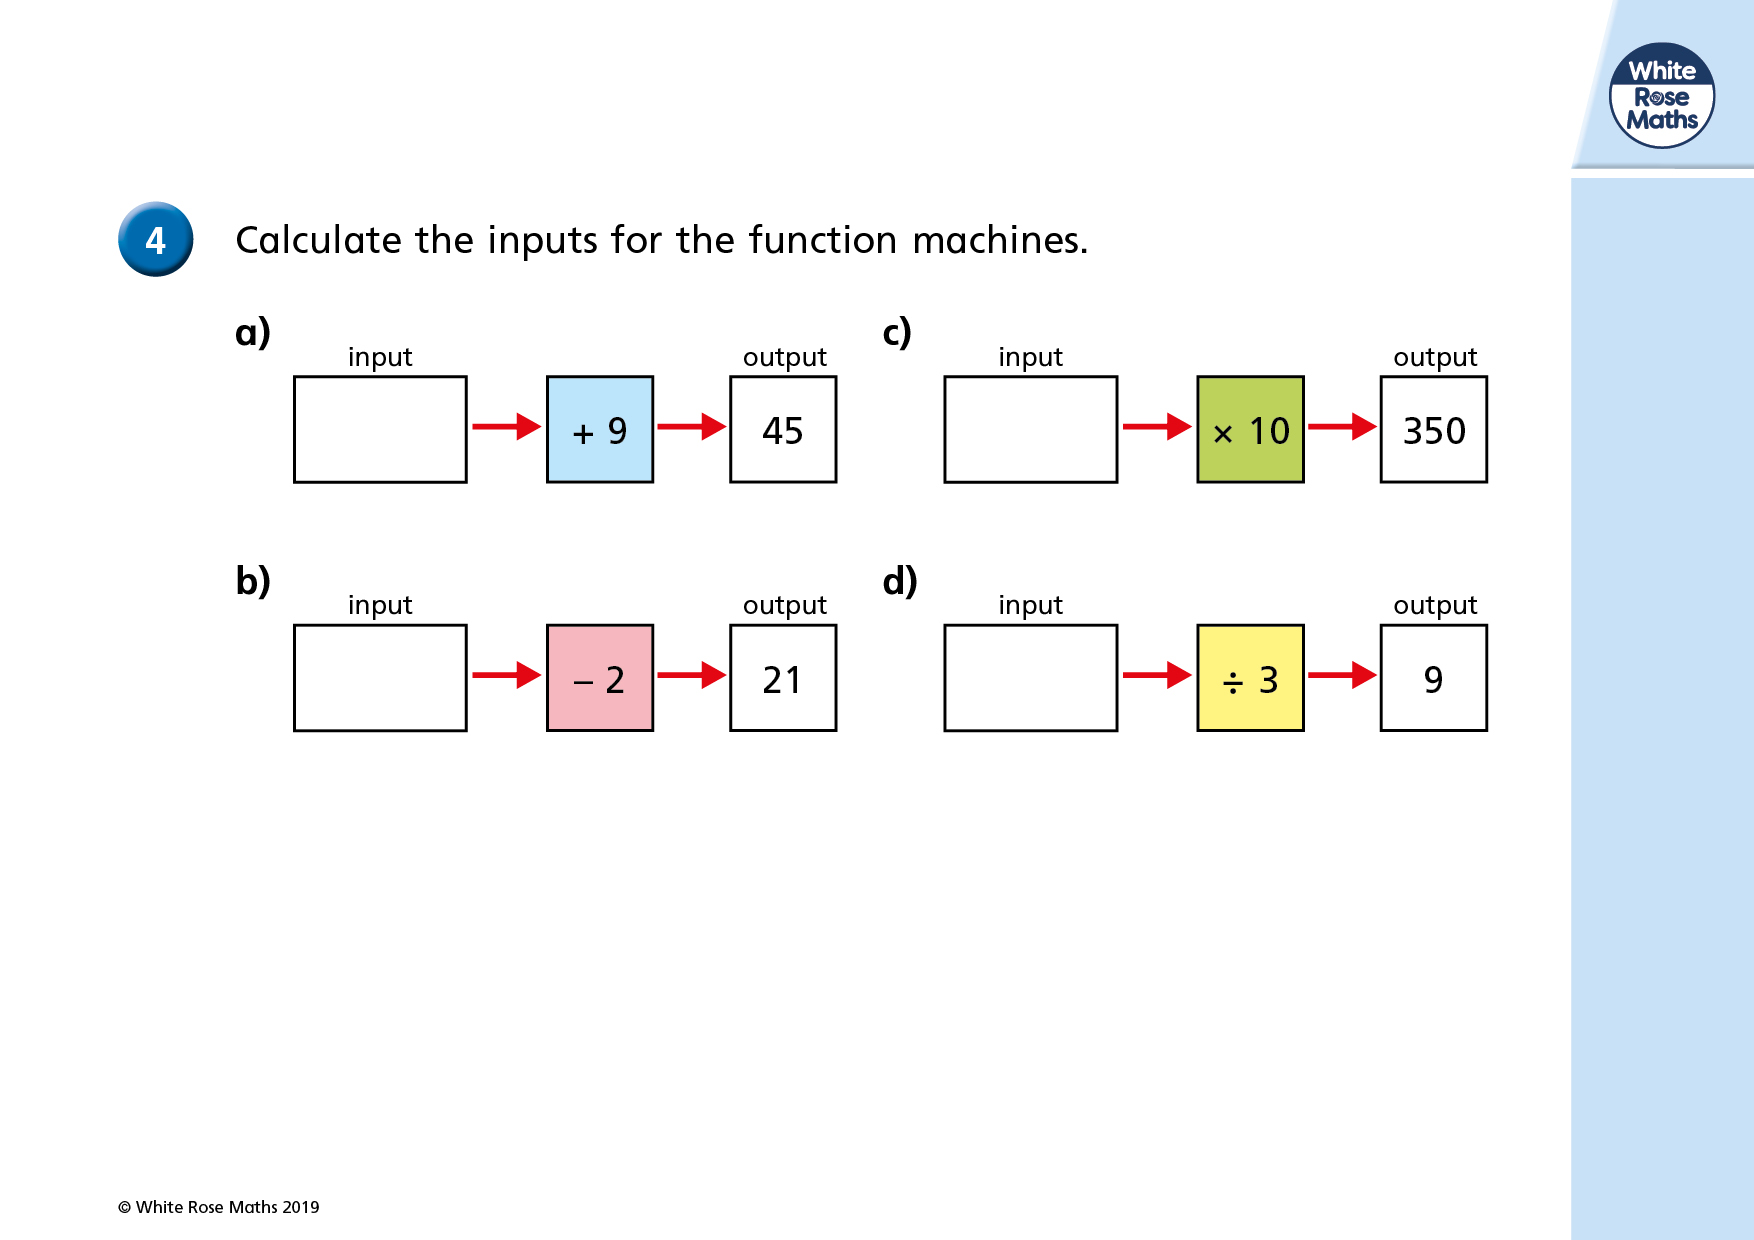 White
Rose
Maths
4 Calculate the inputs for the function machines.
a)
input output
+ 9 45
c)
input output
× 10 350
b)
input output
– 2 21
d)
input output
÷ 3 9
© White Rose Maths 2019